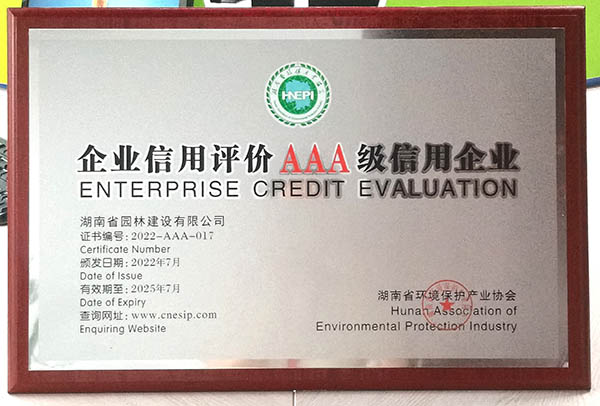 HNEPI
企业信用评价AAA级信用企业
ENTERPRISE CREDIT EVALUATION
湖南省园林建设有限公司
证书编号：2022-AAA-017
Certificate Number
颁发日期：2022年7月
Date of Issue
有效期至：2025年7月
Date of Expiry
查询网址：www.cnesip.com
Enquiring Website
湖南省环境保护产业协会
Hunan Association of
Environmental Protection Industry